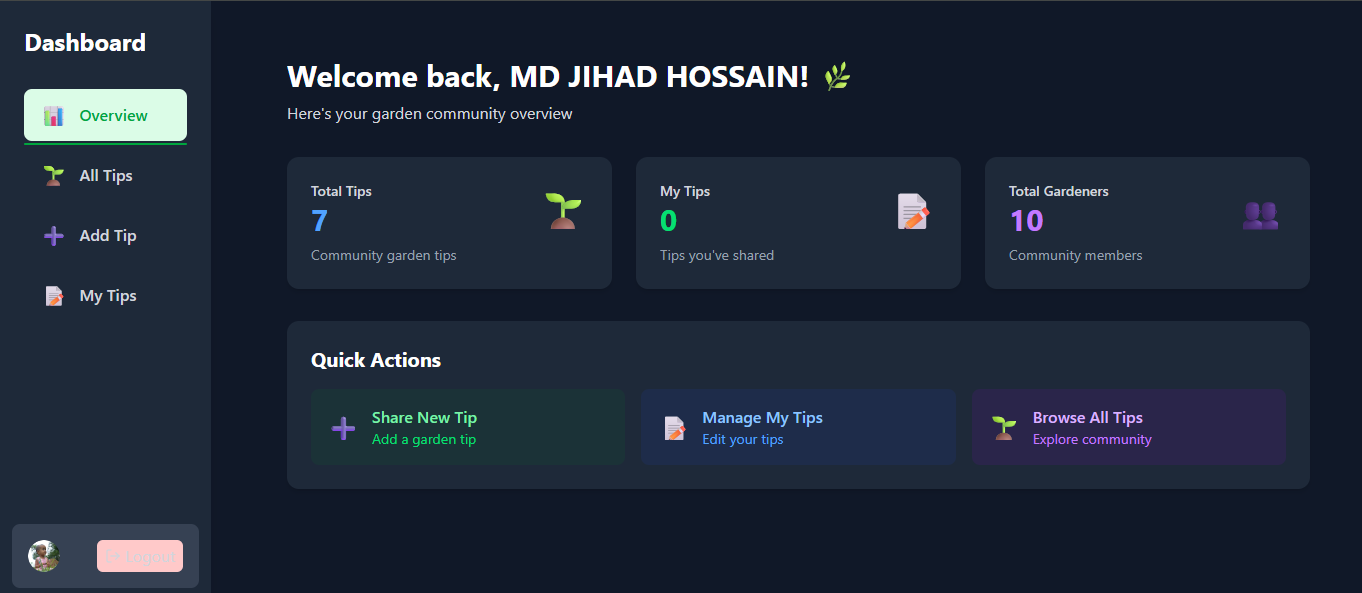 Dashboard
Overview
All Tips
Add Tip
My Tips
Logout
Welcome back, MD JIHAD HOSSAIN!
Here's your garden community overview
Total Tips
7
Community garden tips
My Tips
0
Tips you've shared
Total Gardeners
10
Community members
Quick Actions
Share New Tip
Add a garden tip
Manage My Tips
Edit your tips
Browse All Tips
Explore community